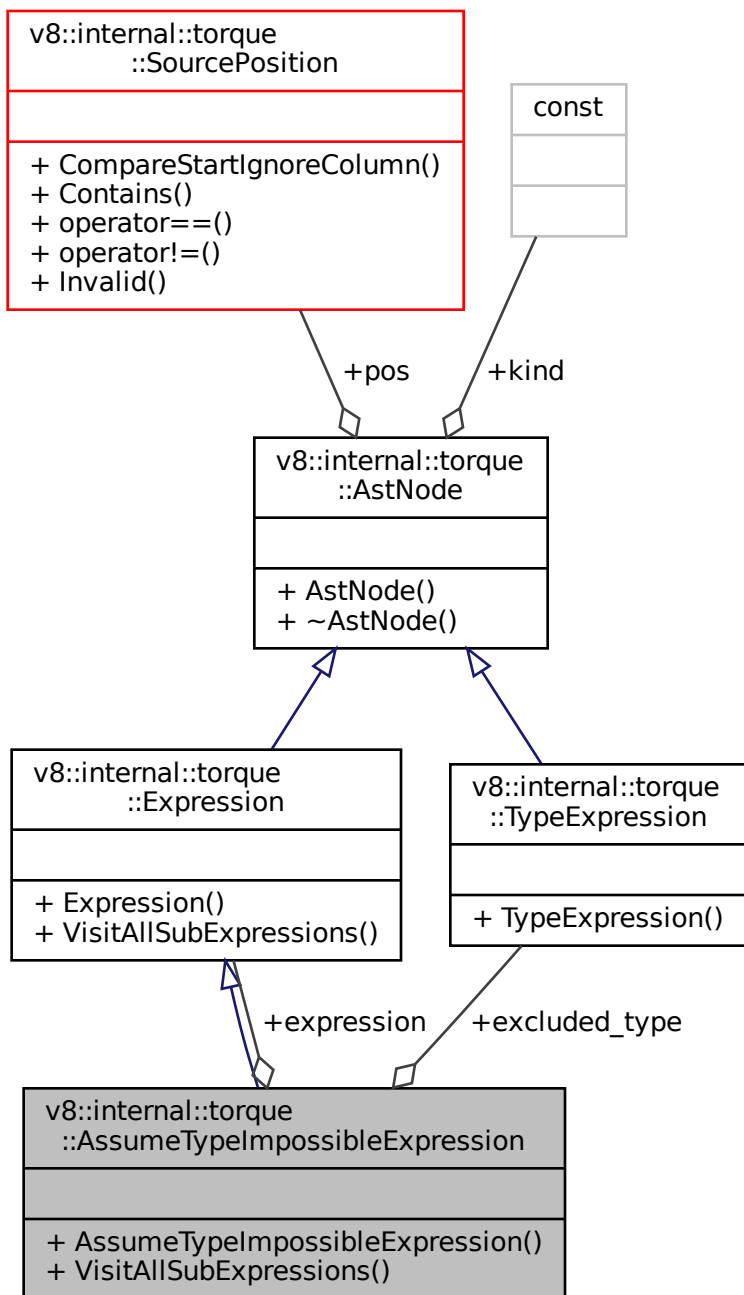 v8::internal::torque
::SourcePosition
+ CompareStartIgnoreColumn()
+ Contains()
+ operator==()
+ operator!=()
+ Invalid()
const
+pos
+kind
v8::internal::torque
::AstNode
+ AstNode()
+ ~AstNode()
v8::internal::torque
::Expression
+ Expression()
+ VisitAllSubExpressions()
v8::internal::torque
::TypeExpression
+ TypeExpression()
+expression
+excluded_type
v8::internal::torque
::AssumeTypeImpossibleExpression
+ AssumeTypeImpossibleExpression()
+ VisitAllSubExpressions()